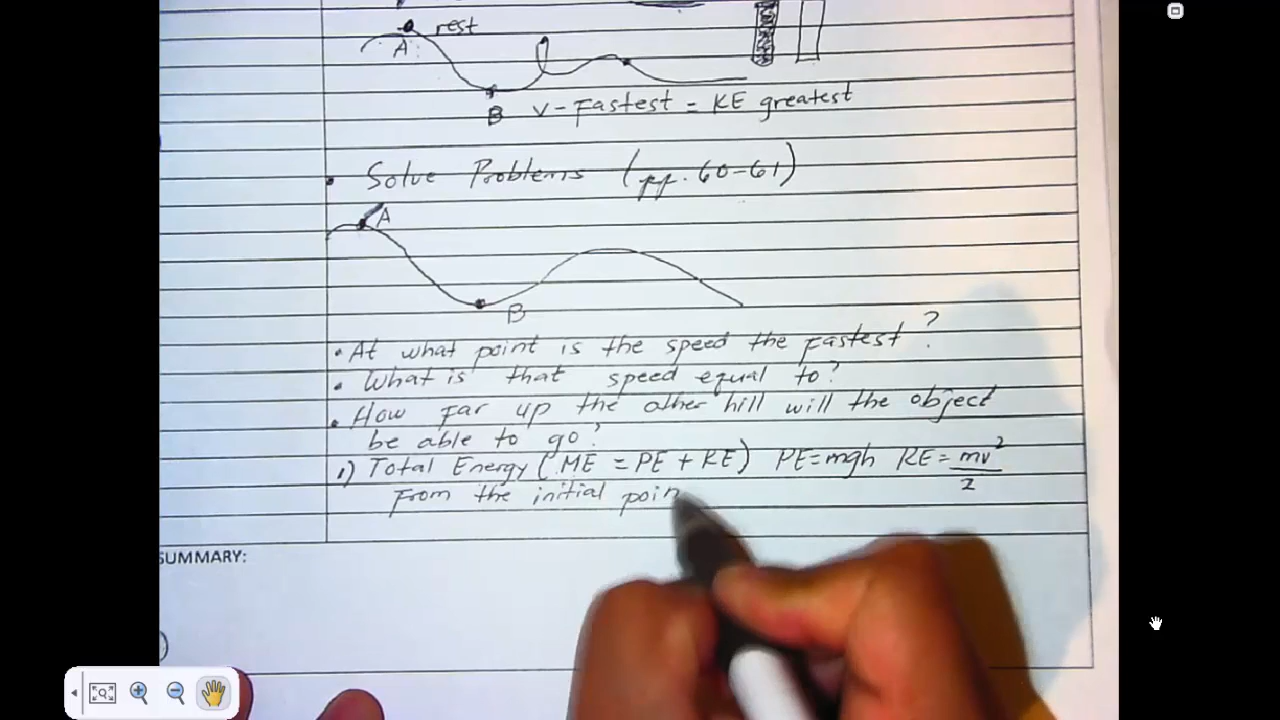 rest
A
B v-fastest = KE greatest
• Solve Problems (pp. 60-61)
A
B
• At what point is the speed the fastest?
• What is that speed equal to?
• How far up the other hill will the object
be able to go?
1) Total Energy (ME = PE + KE) PE=mgh KE=mv²/2
From the initial poin
SUMMARY: